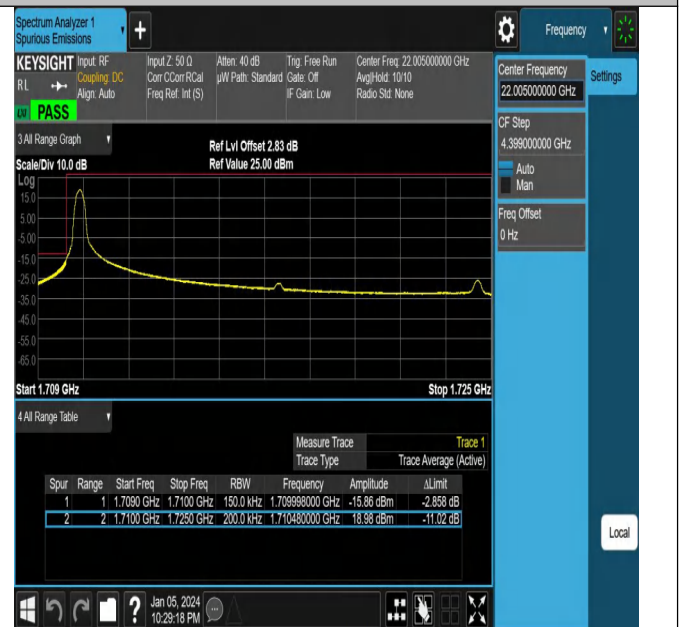 Spectrum Analyzer 1
Spurious Emissions
Frequency
KEYSIGHT
RL
PASS
Input: RF
Coupling: DC
Align: Auto
Input Z: 50 Ω
Corr CCorr RCal
Freq Ref: Int (S)
Atten: 40 dB
µW Path: Standard
Trig: Free Run
Gate: Off
IF Gain: Low
Center Freq: 22.005000000 GHz
Avg|Hold: 10/10
Radio Std: None
Center Frequency
22.005000000 GHz
Settings
CF Step
4.399000000 GHz
Auto
Man
Freq Offset
0 Hz
3 All Range Graph
Scale/Div 10.0 dB
Ref Lvl Offset 2.83 dB
Ref Value 25.00 dBm
Log
15.0
5.00
-5.00
-15.0
-25.0
-35.0
-45.0
-55.0
-65.0
Start 1.709 GHz
Stop 1.725 GHz
4 All Range Table
Measure Trace Trace 1
Trace Type Trace Average (Active)
Spur Range Start Freq Stop Freq RBW Frequency Amplitude ΔLimit
1 1 1.7090 GHz 1.7100 GHz 150.0 kHz 1.709998000 GHz -15.86 dBm -2.858 dB
2 2 1.7100 GHz 1.7250 GHz 200.0 kHz 1.710480000 GHz 18.98 dBm -11.02 dB
Local
Jan 05, 2024
10:29:18 PM